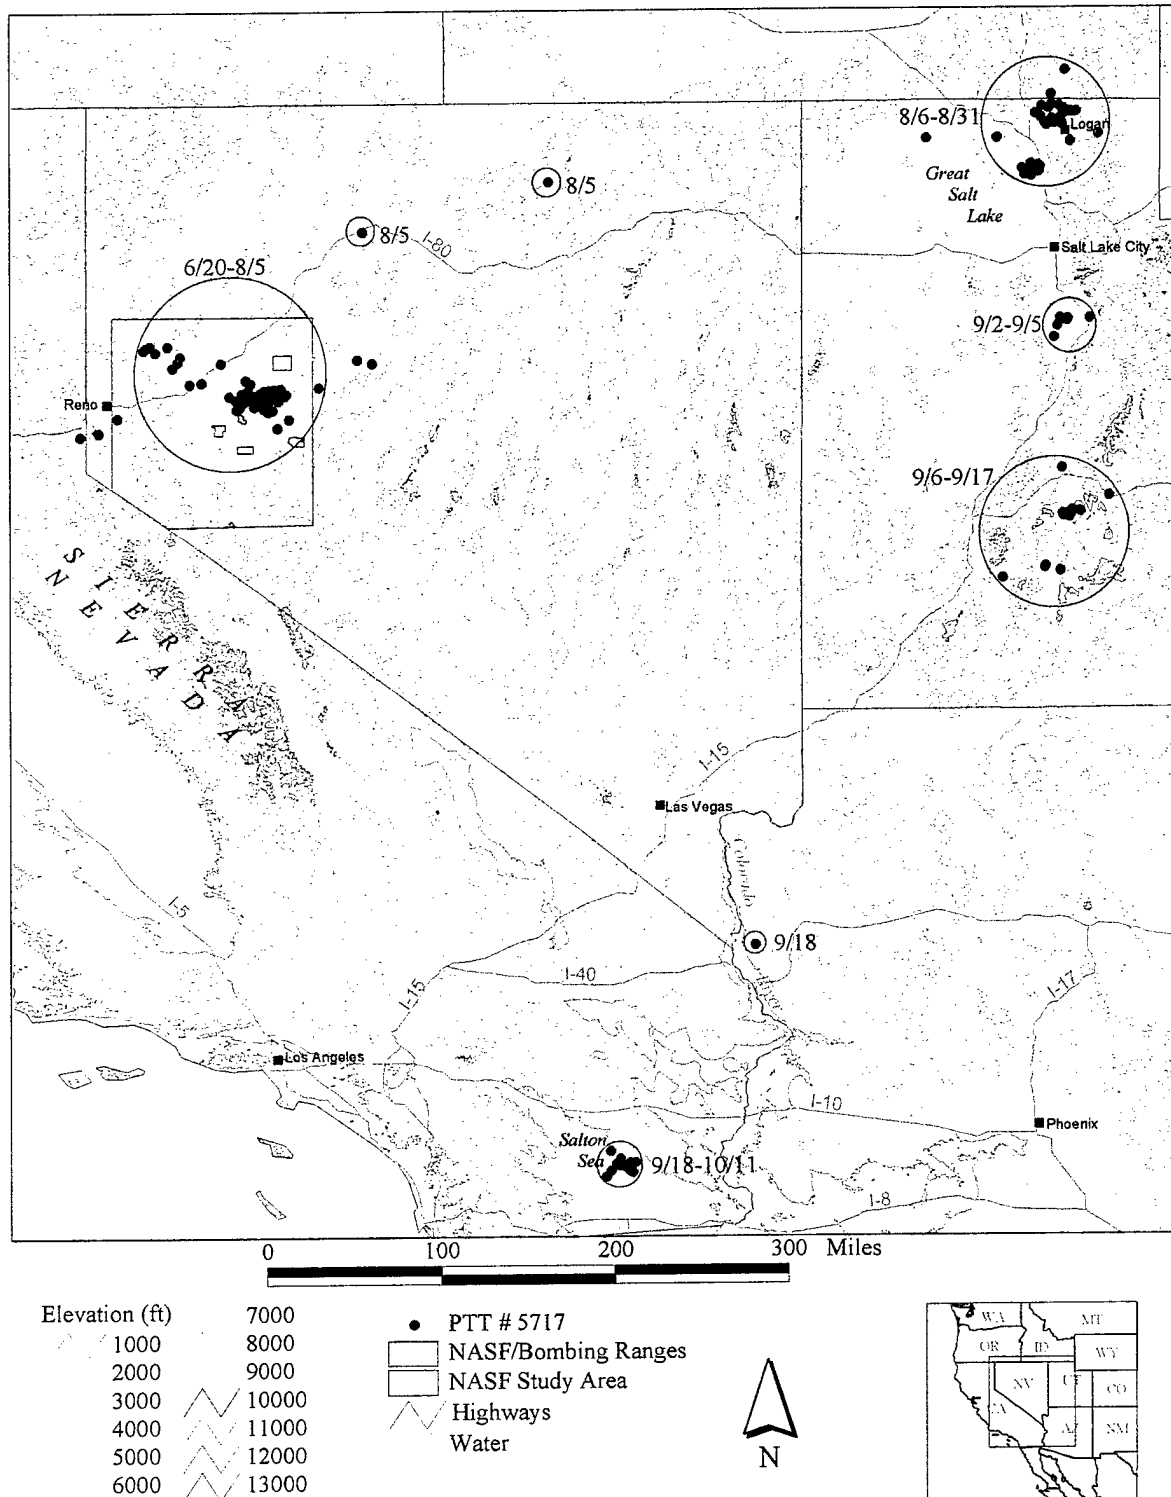 8/6-8/31
Logan
Great
Salt
Lake
8/5
8/5
I-80
Salt Lake City
6/20-8/5
9/2-9/5
Reno
9/6-9/17
SIERRA
NEVADA
I-15
Las Vegas
Colorado
River
I-5
9/18
I-40
I-15
I-17
Los Angeles
I-10
Phoenix
Salton
Sea
9/18-10/11
I-8
0 100 200 300 Miles
Elevation (ft)
1000
2000
3000
4000
5000
6000
7000
8000
9000
10000
11000
12000
13000
PTT # 5717
NASF/Bombing Ranges
NASF Study Area
Highways
Water
N
WA
MT
OR
ID
WY
NV
UT
CO
CA
AZ
NM